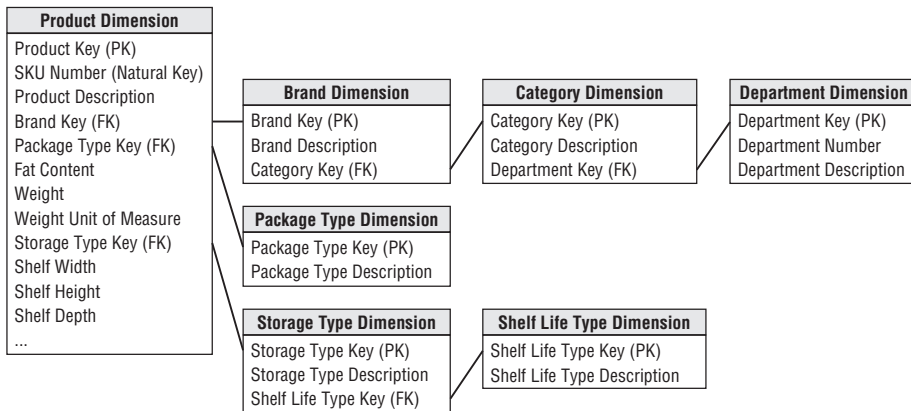 Product Dimension
Product Key (PK)
SKU Number (Natural Key)
Product Description
Brand Key (FK)
Package Type Key (FK)
Fat Content
Weight
Weight Unit of Measure
Storage Type Key (FK)
Shelf Width
Shelf Height
Shelf Depth
...
Brand Dimension
Brand Key (PK)
Brand Description
Category Key (FK)
Category Dimension
Category Key (PK)
Category Description
Department Key (FK)
Department Dimension
Department Key (PK)
Department Number
Department Description
Package Type Dimension
Package Type Key (PK)
Package Type Description
Storage Type Dimension
Storage Type Key (PK)
Storage Type Description
Shelf Life Type Key (FK)
Shelf Life Type Dimension
Shelf Life Type Key (PK)
Shelf Life Type Description